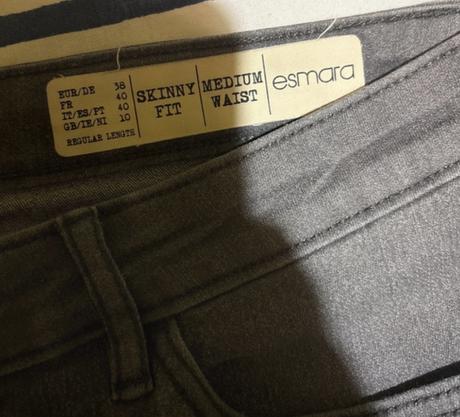 EUR/DE 38
FR 40
IT/ES/PT 40
GB/IE/NI 10
REGULAR LENGTH
SKINNY
FIT
MEDIUM
WAIST
esmara